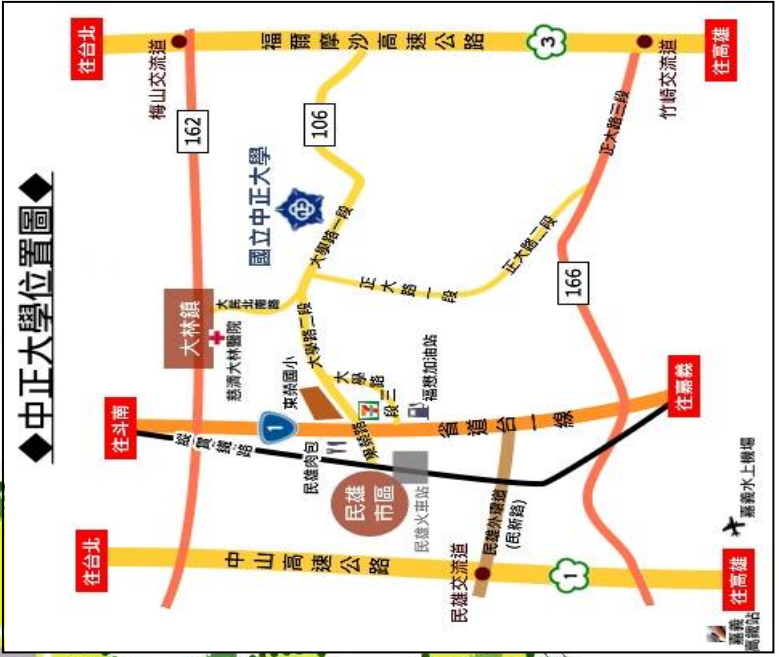 ◆中正大學位置圖◆
往台北
梅山交流道
福爾摩沙高速公路
3
竹崎交流道
往高雄
162
106
正大路三段
國立中正大學
大學路一段
正大路二段
正大路一段
166
大林鎮
大民北南路
慈濟大林醫院
大學路二段
東榮國小
大學路三段
7
福懋加油站
往斗南
1
省道台一線
往嘉義
縱貫鐵路
東榮路
民雄肉包
民雄
市區
民雄火車站
民雄外環道
(民新路)
嘉義水上機場
往台北
中山高速公路
民雄交流道
1
往高雄
嘉義
高鐵站